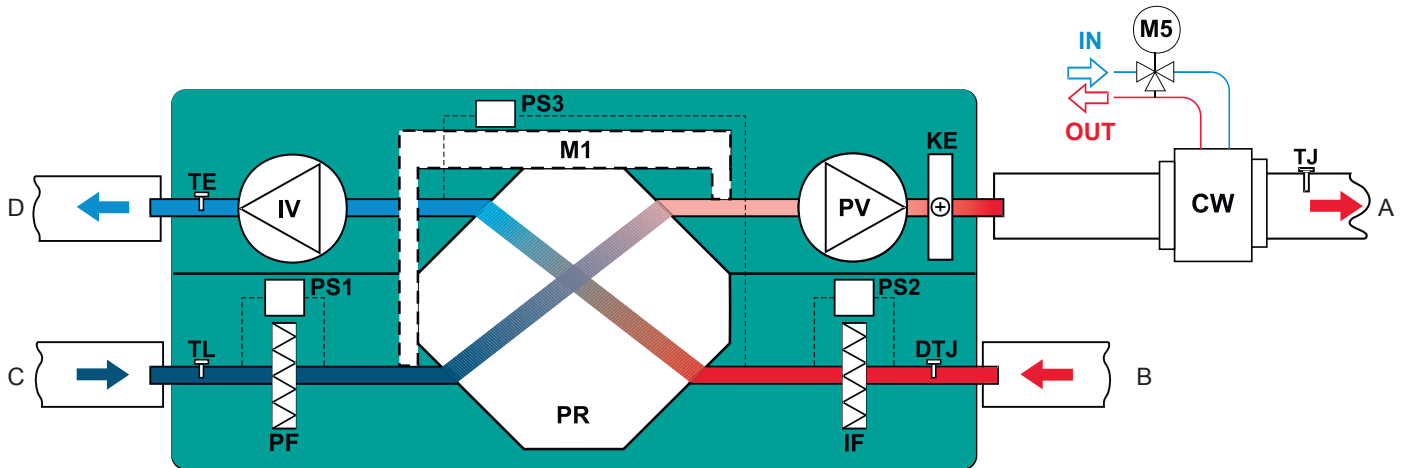 M5
IN
OUT
PS3
M1
KE
TJ
TE
D
IV
PV
CW
A
PS1
PS2
TL
DTJ
C
B
PR
PF
IF